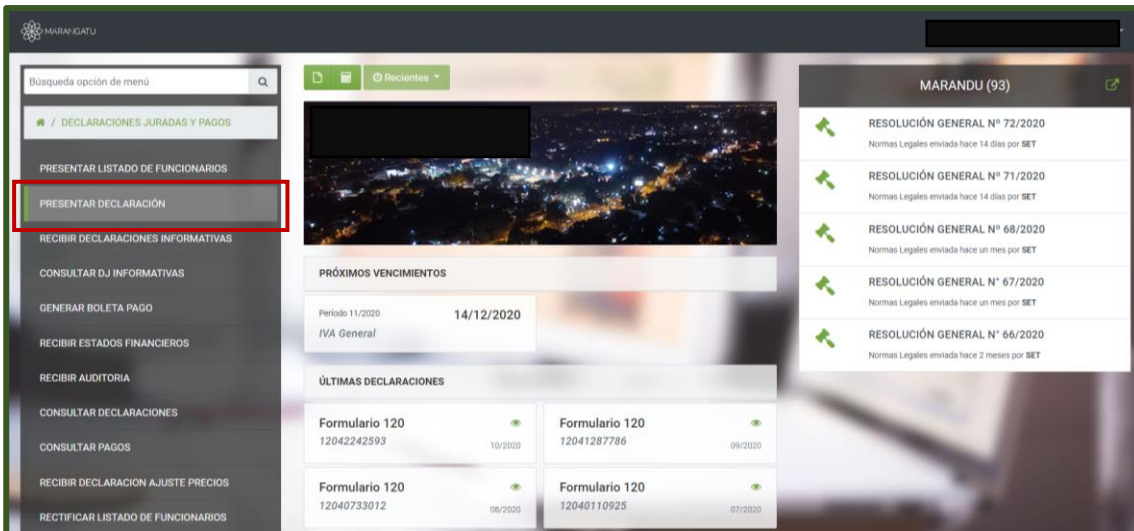 MARANGATU
Búsqueda opción de menú
/ DECLARACIONES JURADAS Y PAGOS
PRESENTAR LISTADO DE FUNCIONARIOS
PRESENTAR DECLARACIÓN
RECIBIR DECLARACIONES INFORMATIVAS
CONSULTAR DJ INFORMATIVAS
GENERAR BOLETA PAGO
RECIBIR ESTADOS FINANCIEROS
RECIBIR AUDITORIA
CONSULTAR DECLARACIONES
CONSULTAR PAGOS
RECIBIR DECLARACION AJUSTE PRECIOS
RECTIFICAR LISTADO DE FUNCIONARIOS
Recientes
PRÓXIMOS VENCIMIENTOS
Periodo 11/2020
14/12/2020
IVA General
ÚLTIMAS DECLARACIONES
Formulario 120
12042242593
10/2020
Formulario 120
12041287786
09/2020
Formulario 120
12040733012
08/2020
Formulario 120
12040110925
07/2020
MARANDU (93)
RESOLUCIÓN GENERAL Nº 72/2020
Normas Legales enviada hace 14 días por SET
RESOLUCIÓN GENERAL Nº 71/2020
Normas Legales enviada hace 14 días por SET
RESOLUCIÓN GENERAL Nº 68/2020
Normas Legales enviada hace un mes por SET
RESOLUCIÓN GENERAL N° 67/2020
Normas Legales enviada hace un mes por SET
RESOLUCIÓN GENERAL N° 66/2020
Normas Legales enviada hace 2 meses por SET